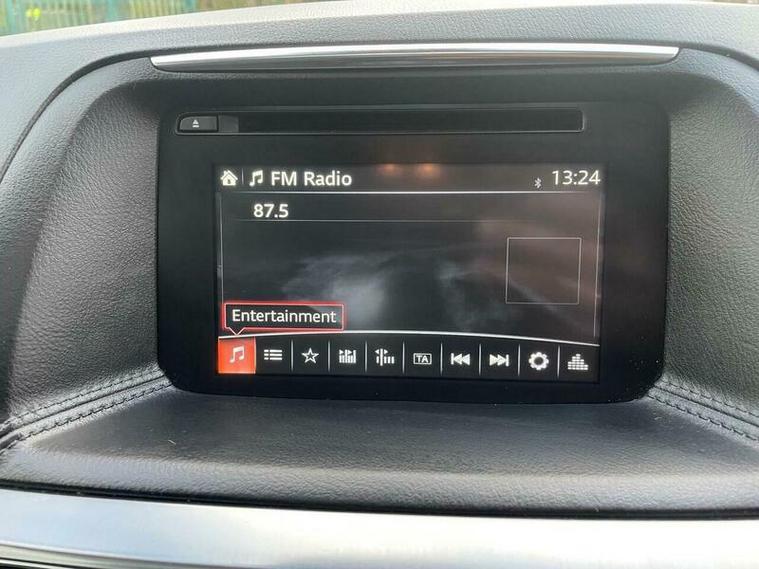 FM Radio 13:24
87.5
Entertainment
TA